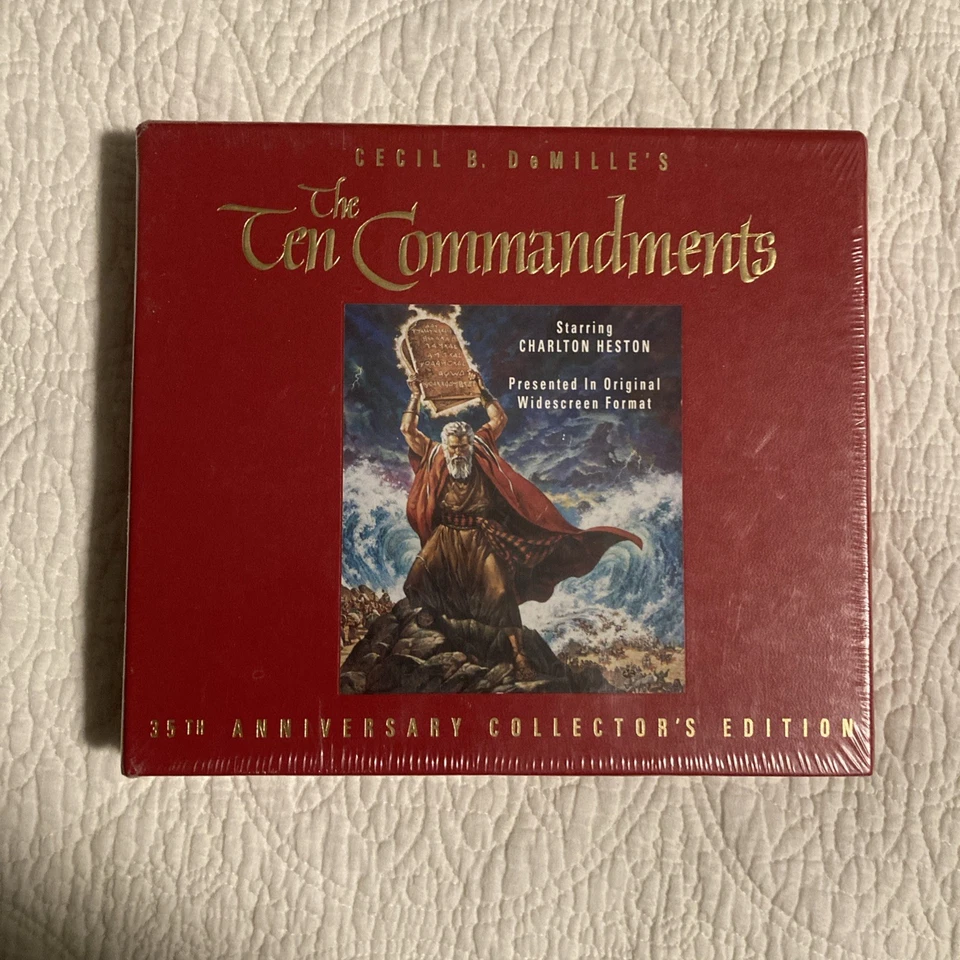 CECIL B. DeMILLE'S
The
Ten Commandments
Starring
CHARLTON HESTON
Presented In Original
Widescreen Format
35TH ANNIVERSARY COLLECTOR'S EDITION